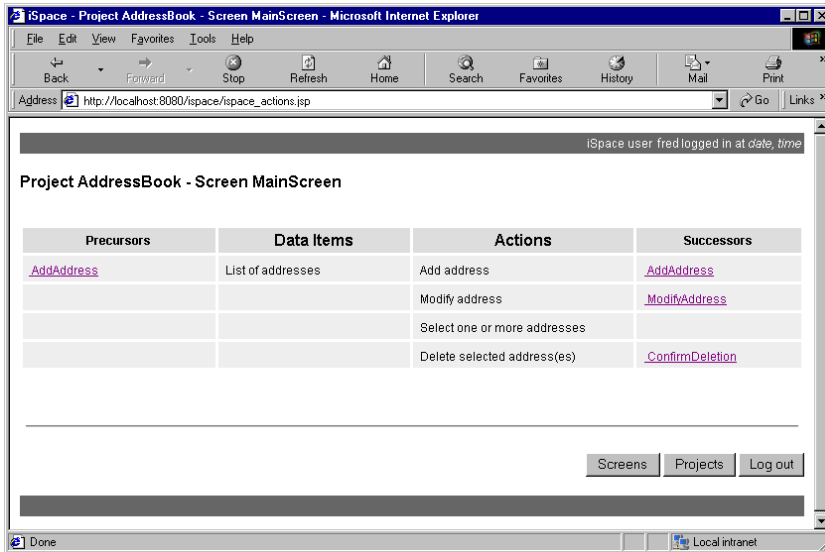 iSpace - Project AddressBook - Screen MainScreen - Microsoft Internet Explorer
File Edit View Favorites Tools Help
Back Forward Stop Refresh Home Search Favorites History Mail Print »
Address http://localhost:8080/ispace/ispace_actions.jsp Go Links »
iSpace user fred logged in at date, time
Project AddressBook - Screen MainScreen
Precursors Data Items Actions Successors
AddAddress List of addresses Add address AddAddress
Modify address ModifyAddress
Select one or more addresses
Delete selected address(es) ConfirmDeletion
Screens Projects Log out
Done Local intranet